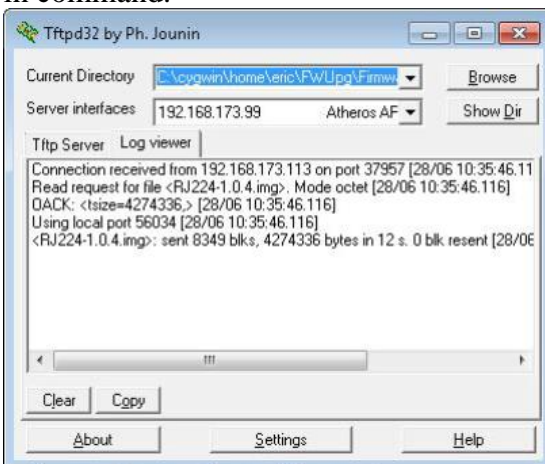 in command.
Tftpd32 by Ph. Jounin
Current Directory C:\cygwin\home\eric\FWUpg\Firmw Browse
Server interfaces 192.168.173.99 Atheros AF Show Dir
Tftp Server Log viewer
Connection received from 192.168.173.113 on port 37957 [28/06 10:35:46.11
Read request for file <RJ224-1.0.4.img>. Mode octet [28/06 10:35:46.116]
OACK: <tsize=4274336,> [28/06 10:35:46.116]
Using local port 56034 [28/06 10:35:46.116]
<RJ224-1.0.4.img>: sent 8349 blks, 4274336 bytes in 12 s. 0 blk resent [28/06
Clear Copy
About Settings Help